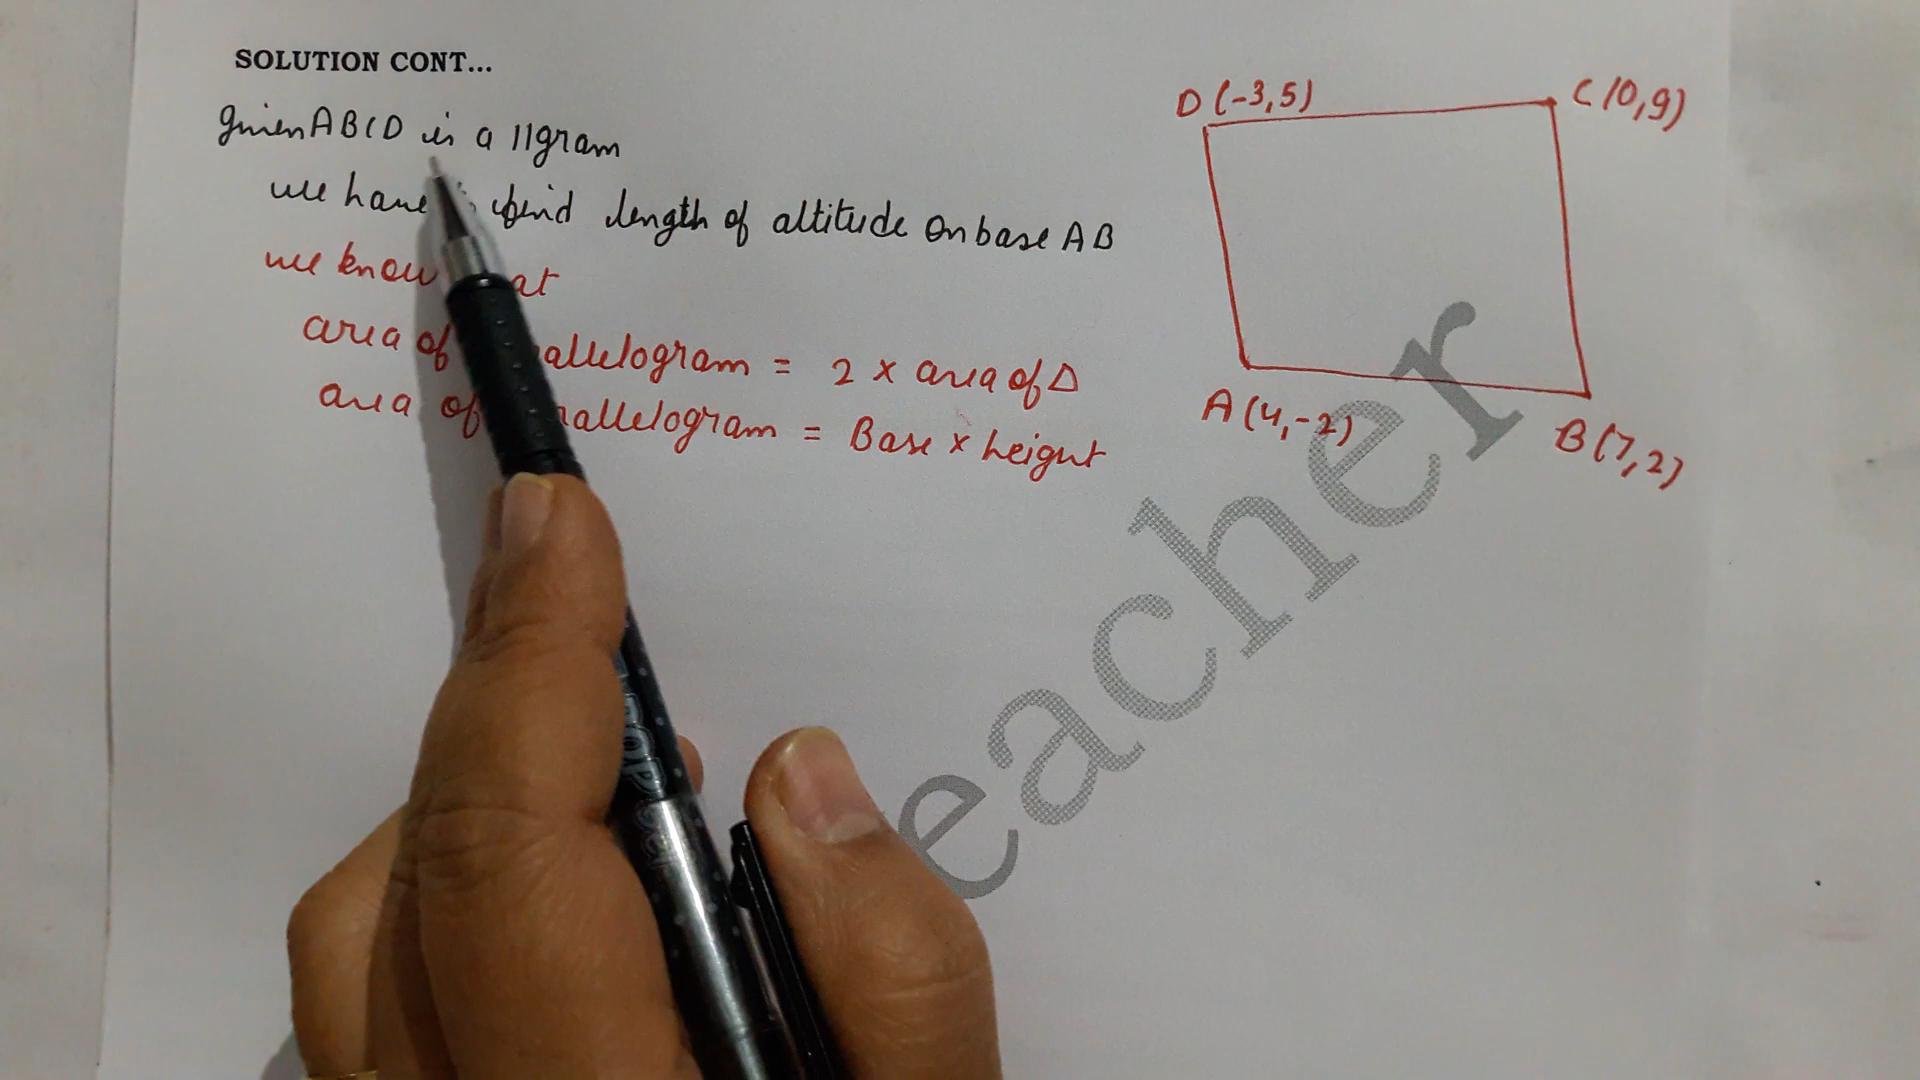 SOLUTION CONT...
given ABCD is a 11gram
we have find length of altitude on base AB
we know at
area of allelogram = 2 × area of Δ
area of allelogram = Base × height
D (-3,5)
C (0,9)
A (4,-2)
B (7,2)
eacher